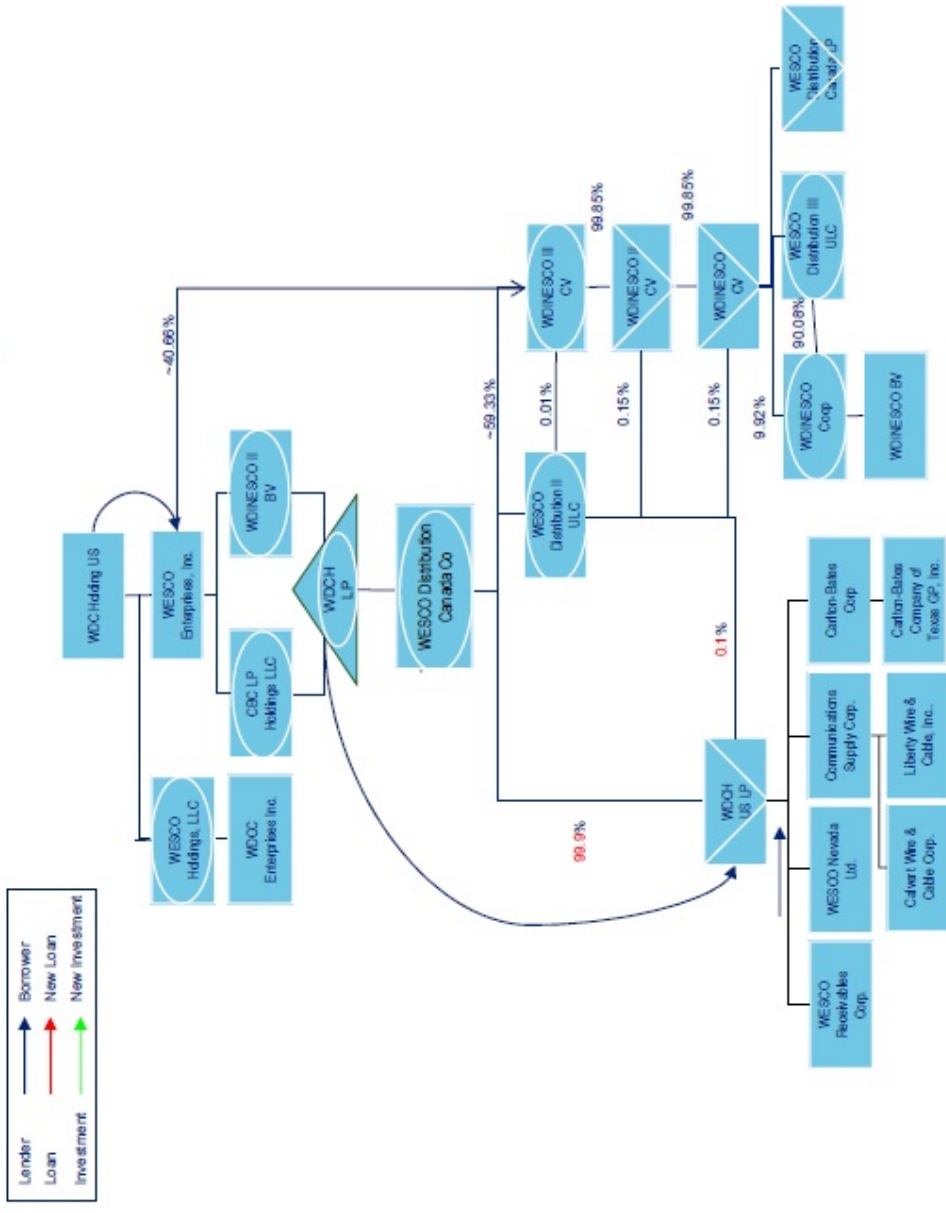 Lender
Borrower
Loan
New Loan
Investment
New Investment
WDC Holding US
WESCO
Enterprises, Inc.
WESCO
Holdings, LLC
WDCC
Enterprises Inc.
CBC LP
Holdings LLC
WDINESCO II
BV
WDCH
LP
WESCO Distribution
Canada Co
~40.66%
~59.33%
WESCO
Distribution II
ULC
0.01%
WDINESCO III
CV
99.85%
0.15%
WDINESCO II
CV
99.85%
0.15%
WDINESCO
CV
99.9%
0.1%
WDCH
US LP
9.92%
90.08%
WDINESCO
Corp
WESCO
Distribution III
ULC
WESCO
Distribution
Canada LP
WDINESCO BV
WESCO
Receivables
Corp.
WESCO Nevada
Ltd.
Communications
Supply Corp.
Carlton-Bates
Corp
Calvert Wire &
Cable Corp.
Liberty Wire &
Cable, Inc.
Carlton-Bates
Company of
Texas GP, Inc.